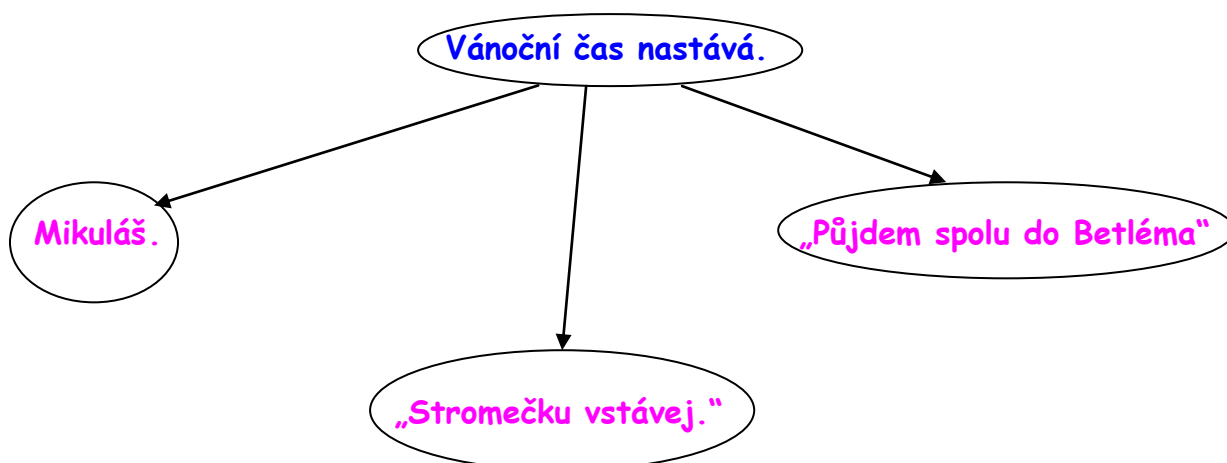 Vánoční čas nastává.
Mikuláš.
„Půjdem spolu do Betléma“
„Stromečku vstávej.“